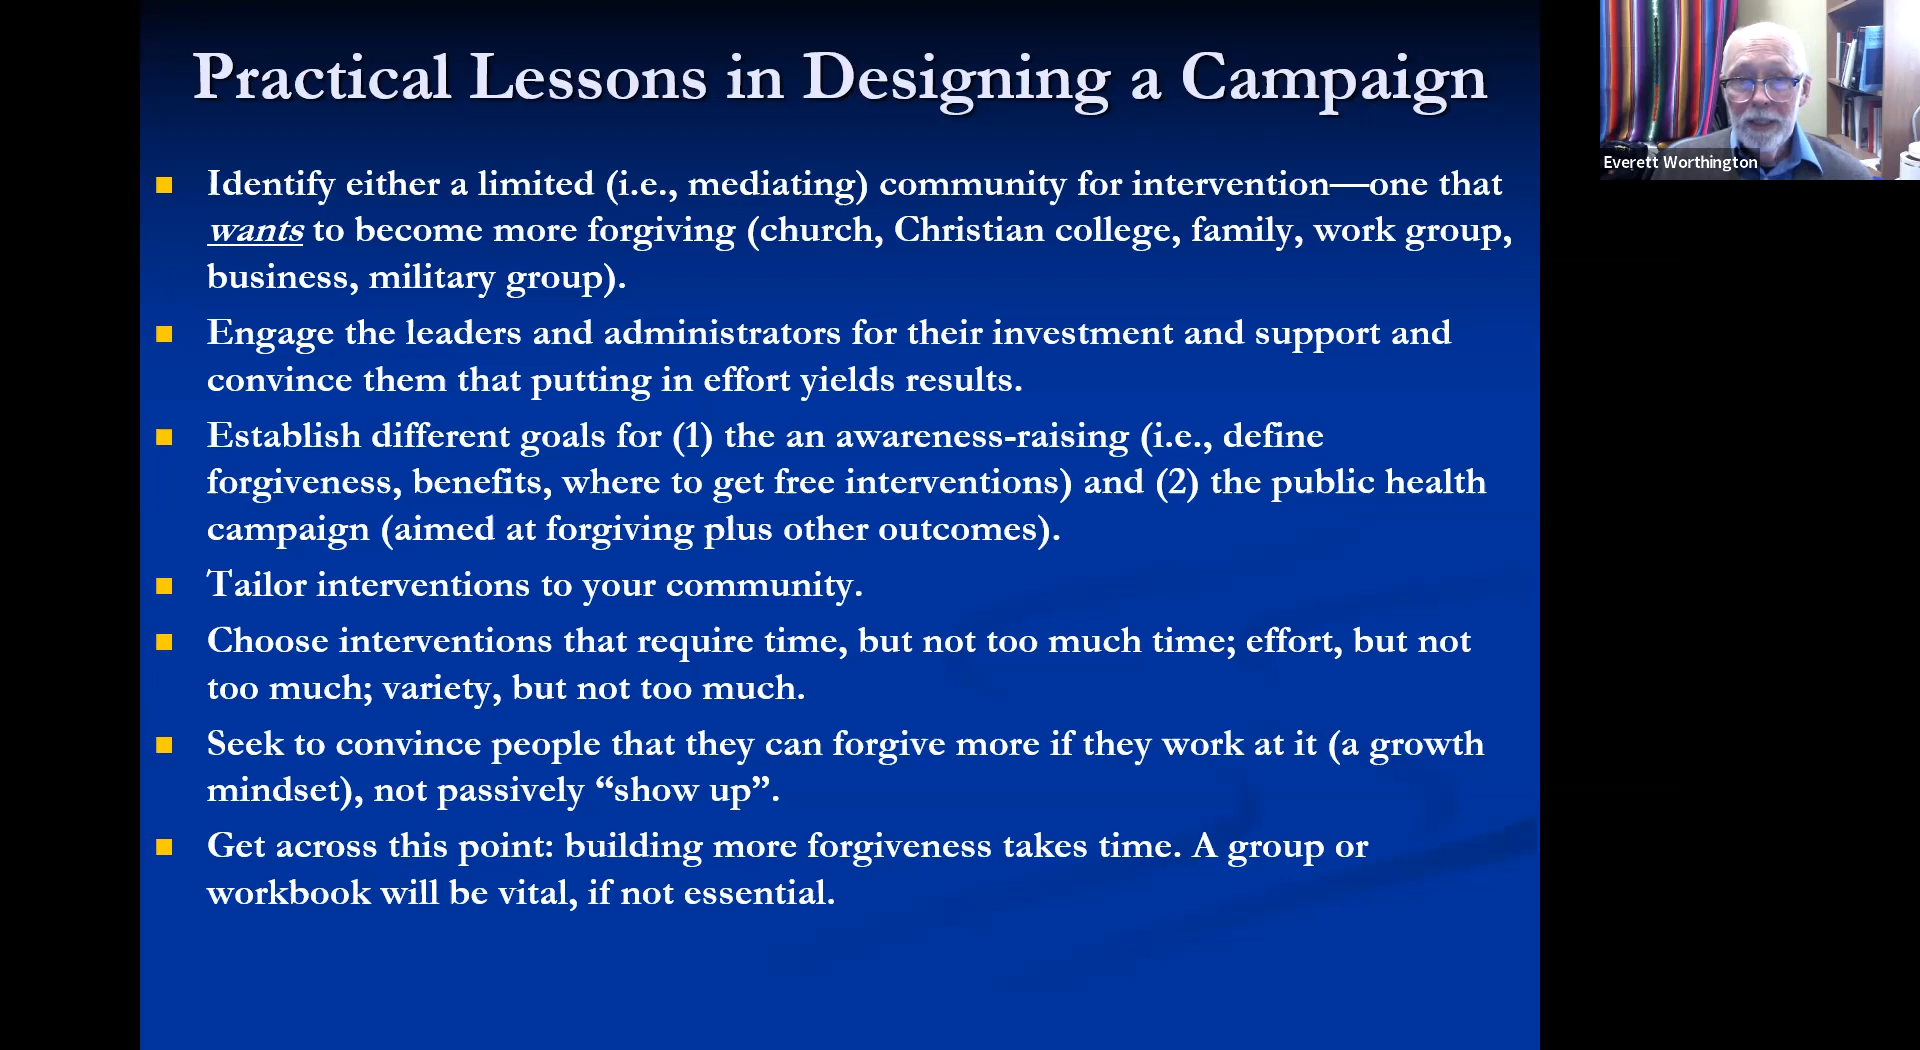 Practical Lessons in Designing a Campaign
Identify either a limited (i.e., mediating) community for intervention—one that
wants to become more forgiving (church, Christian college, family, work group,
business, military group).
Engage the leaders and administrators for their investment and support and
convince them that putting in effort yields results.
Establish different goals for (1) the an awareness-raising (i.e., define
forgiveness, benefits, where to get free interventions) and (2) the public health
campaign (aimed at forgiving plus other outcomes).
Tailor interventions to your community.
Choose interventions that require time, but not too much time; effort, but not
too much; variety, but not too much.
Seek to convince people that they can forgive more if they work at it (a growth
mindset), not passively “show up”.
Get across this point: building more forgiveness takes time. A group or
workbook will be vital, if not essential.
Everett Worthington